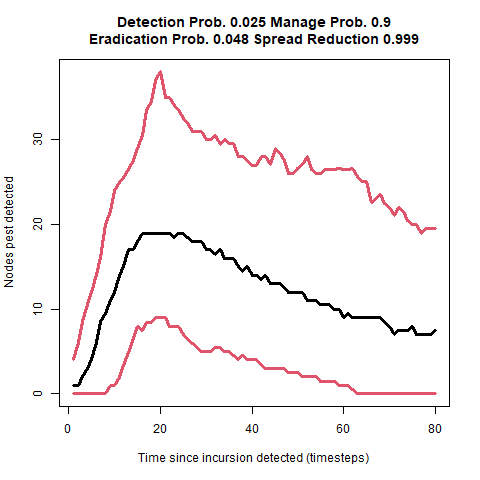 Detection Prob. 0.025 Manage Prob. 0.9
Eradication Prob. 0.048 Spread Reduction 0.999
Nodes pest detected
30
20
10
0
0 20 40 60 80
Time since incursion detected (timesteps)